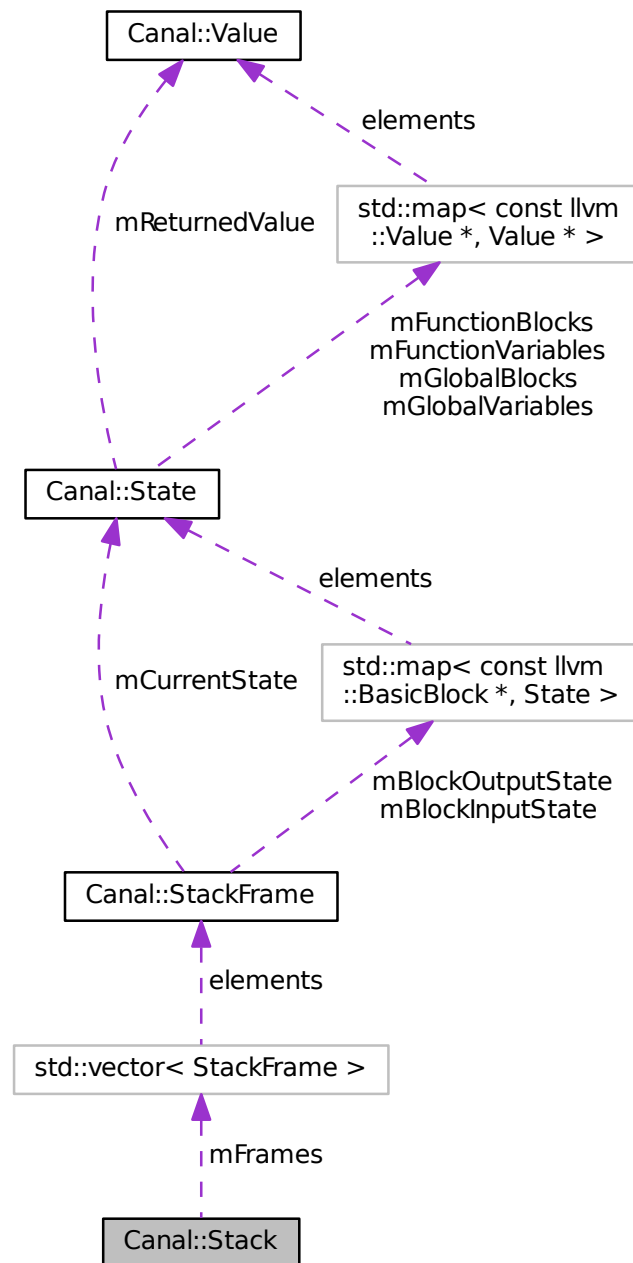 Canal::Value
elements
std::map< const llvm
::Value *, Value * >
mReturnedValue
mFunctionBlocks
mFunctionVariables
mGlobalBlocks
mGlobalVariables
Canal::State
elements
std::map< const llvm
::BasicBlock *, State >
mCurrentState
mBlockOutputState
mBlockInputState
Canal::StackFrame
elements
std::vector< StackFrame >
mFrames
Canal::Stack